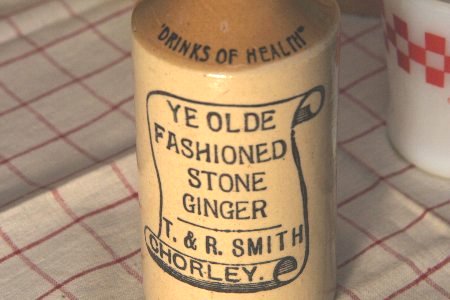 "DRINKS OF HEALTH"
YE OLDE
FASHIONED
STONE
GINGER
T. & R. SMITH
CHORLEY.